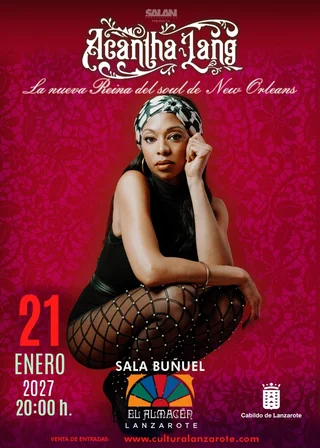 SALAN
Acantha Lang
La nueva Reina del soul de New Orleans
21
ENERO
2027
20:00 h.
SALA BUÑUEL
EL ALMACÉN
LANZAROTE
Cabildo de Lanzarote
VENTA DE ENTRADAS: www.culturalanzarote.com